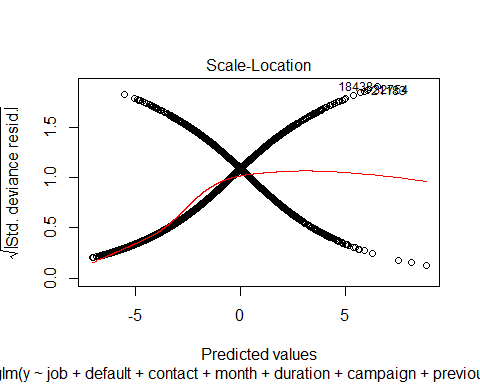 Scale-Location
√|Std. deviance resid.|
0.0 0.5 1.0 1.5
-5 0 5
Predicted values
glm(y ~ job + default + contact + month + duration + campaign + previou